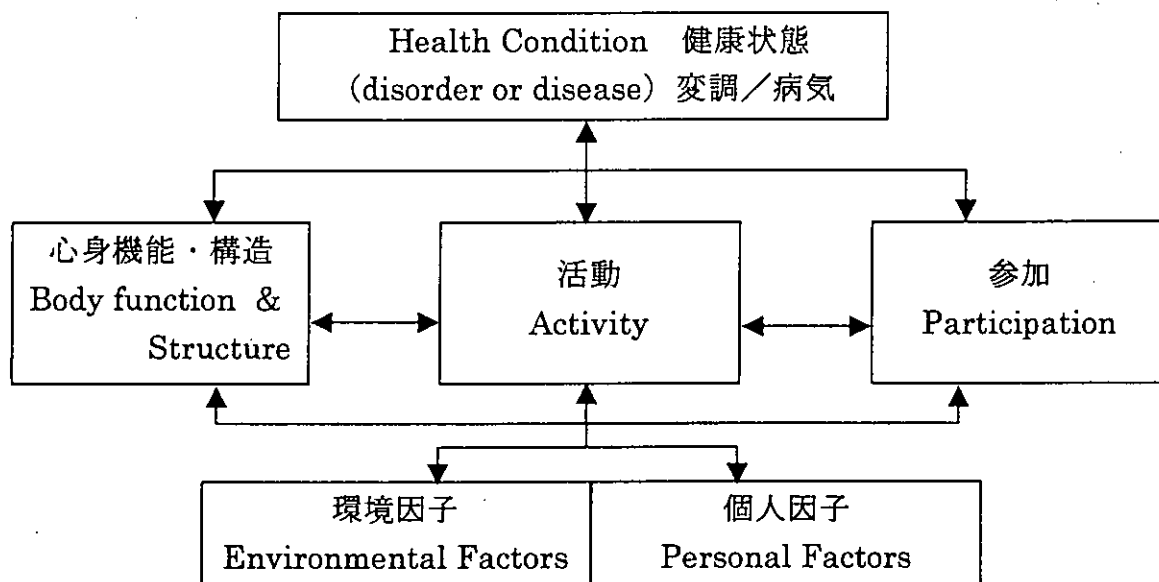 Health Condition 健康状態
(disorder or disease) 変調／病気
心身機能・構造
Body function &
Structure
活動
Activity
参加
Participation
環境因子
Environmental Factors
個人因子
Personal Factors